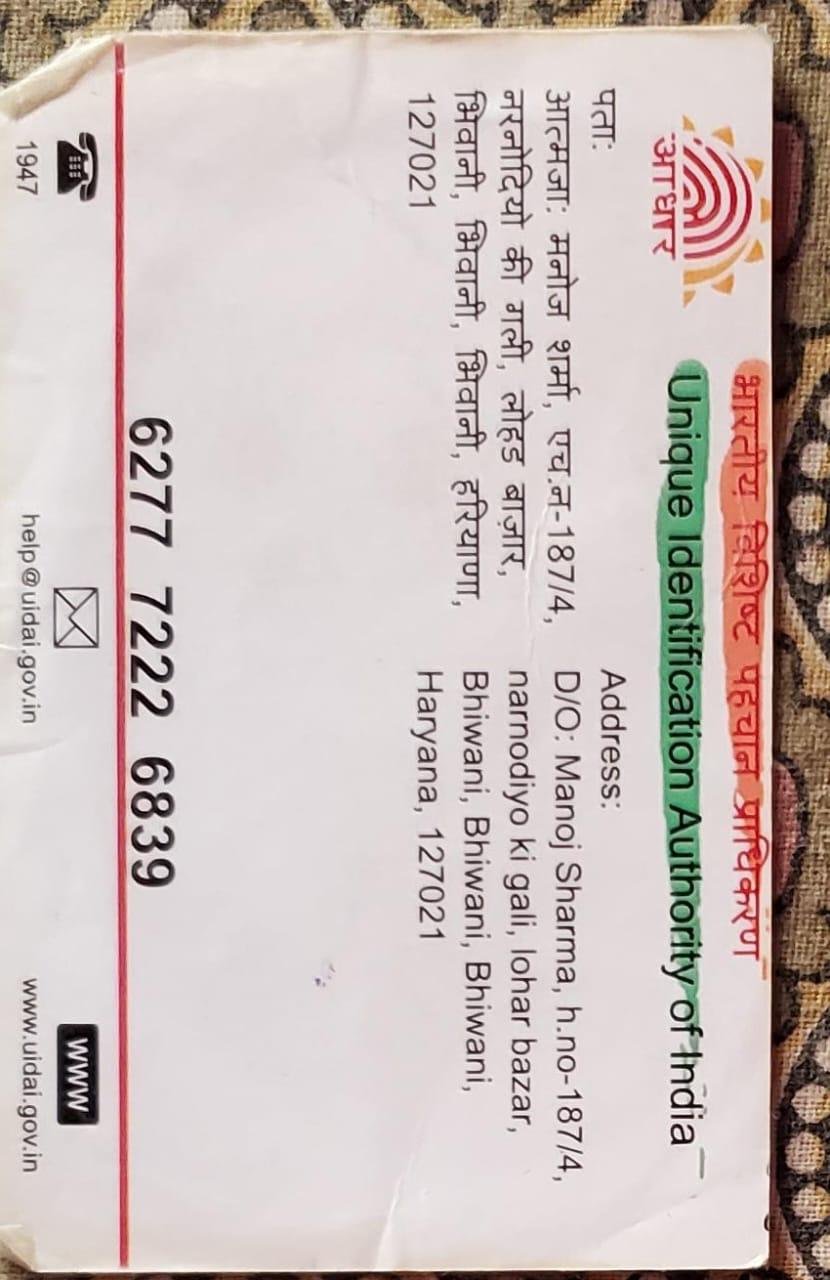 आधार
भारतीय विशिष्ट पहचान प्राधिकरण
Unique Identification Authority of India
पताः
आत्मजाः मनोज शर्मा, एच.न-187/4,
नरनोदियो की गली, लोहड बाज़ार,
भिवानी, भिवानी, भिवानी, हरियाणा,
127021
Address:
D/O: Manoj Sharma, h.no-187/4,
narnodiyo ki gali, lohar bazar,
Bhiwani, Bhiwani, Bhiwani,
Haryana, 127021
6277 7222 6839
1947
help@uidai.gov.in
www
www.uidai.gov.in